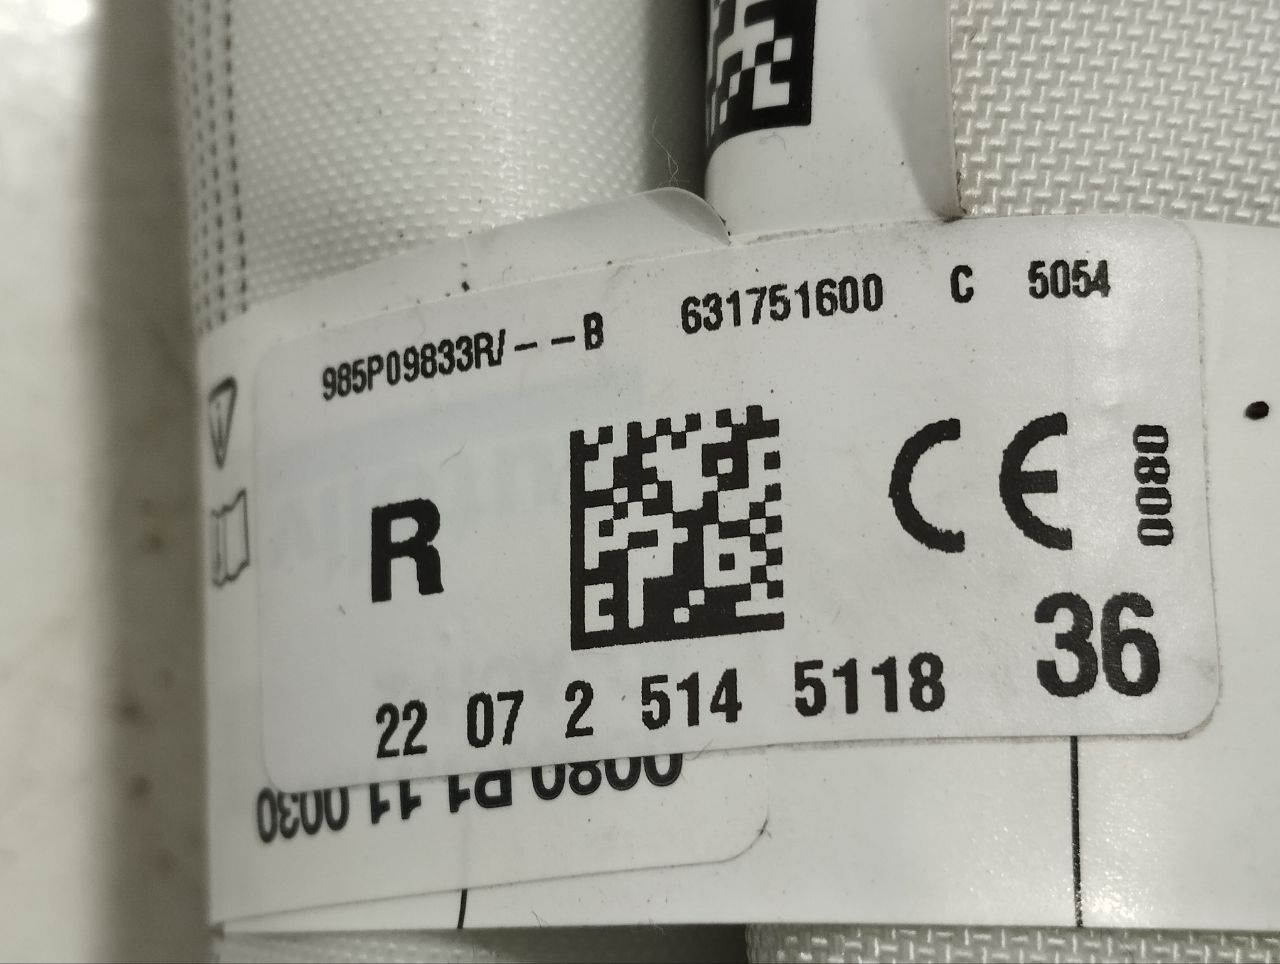 985P09833R/---B 631751600 C 5054
R CE 0080
36
22 07 2 514 5118
0080 P1 11 0030